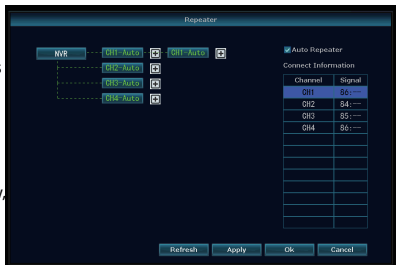 Repeater
NVR CH1-Auto + CH1-Auto +
CH2-Auto +
CH3-Auto +
CH4-Auto +
Auto Repeater
Connect Information
Channel Signal
CH1 86:--
CH2 84:--
CH3 85:--
CH4 86:--
Refresh Apply Ok Cancel